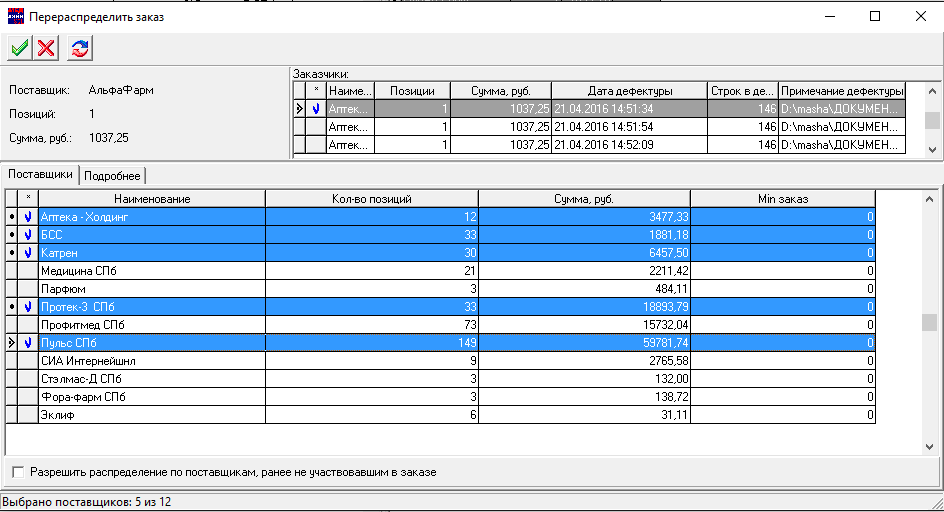 Перераспределить заказ
Поставщик: АльфаФарм
Позиций: 1
Сумма, руб.: 1037,25
Заказчики:
* Наиме... Позиции Сумма, руб. Дата дефектуры Строк в де... Примечание дефектуры
Аптек... 1 1037,25 21.04.2016 14:51:34 146 D:\masha\ДОКУМЕН...
Аптек... 1 1037,25 21.04.2016 14:51:54 146 D:\masha\ДОКУМЕН...
Аптек... 1 1037,25 21.04.2016 14:52:09 146 D:\masha\ДОКУМЕН...
Поставщики Подробнее
* Наименование Кол-во позиций Сумма, руб. Min заказ
Аптека - Холдинг 12 3477,33 0
БСС 33 1881,18 0
Катрен 30 6457,50 0
Медицина СПб 21 2211,42 0
Парфюм 3 484,11 0
Протек-3 СПб 33 18893,79 0
Профитмед СПб 73 15732,04 0
Пульс СПб 149 59781,74 0
СИА Интернейшнл 9 2765,58 0
Стэлмас-Д СПб 3 132,00 0
Фора-фарм СПб 3 138,72 0
Эклиф 6 31,11 0
Разрешить распределение по поставщикам, ранее не участвовавшим в заказе
Выбрано поставщиков: 5 из 12